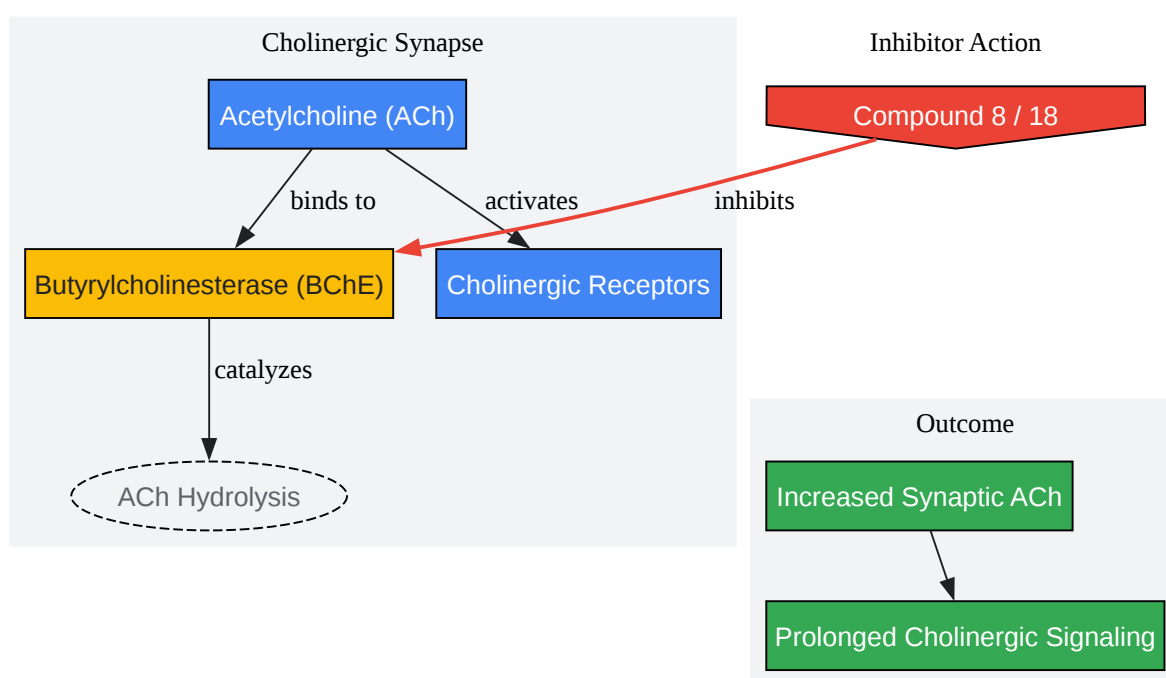 Cholinergic Synapse
Inhibitor Action
Acetylcholine (ACh)
Compound 8 / 18
binds to
activates
inhibits
Butyrylcholinesterase (BChE)
Cholinergic Receptors
catalyzes
Outcome
ACh Hydrolysis
Increased Synaptic ACh
Prolonged Cholinergic Signaling